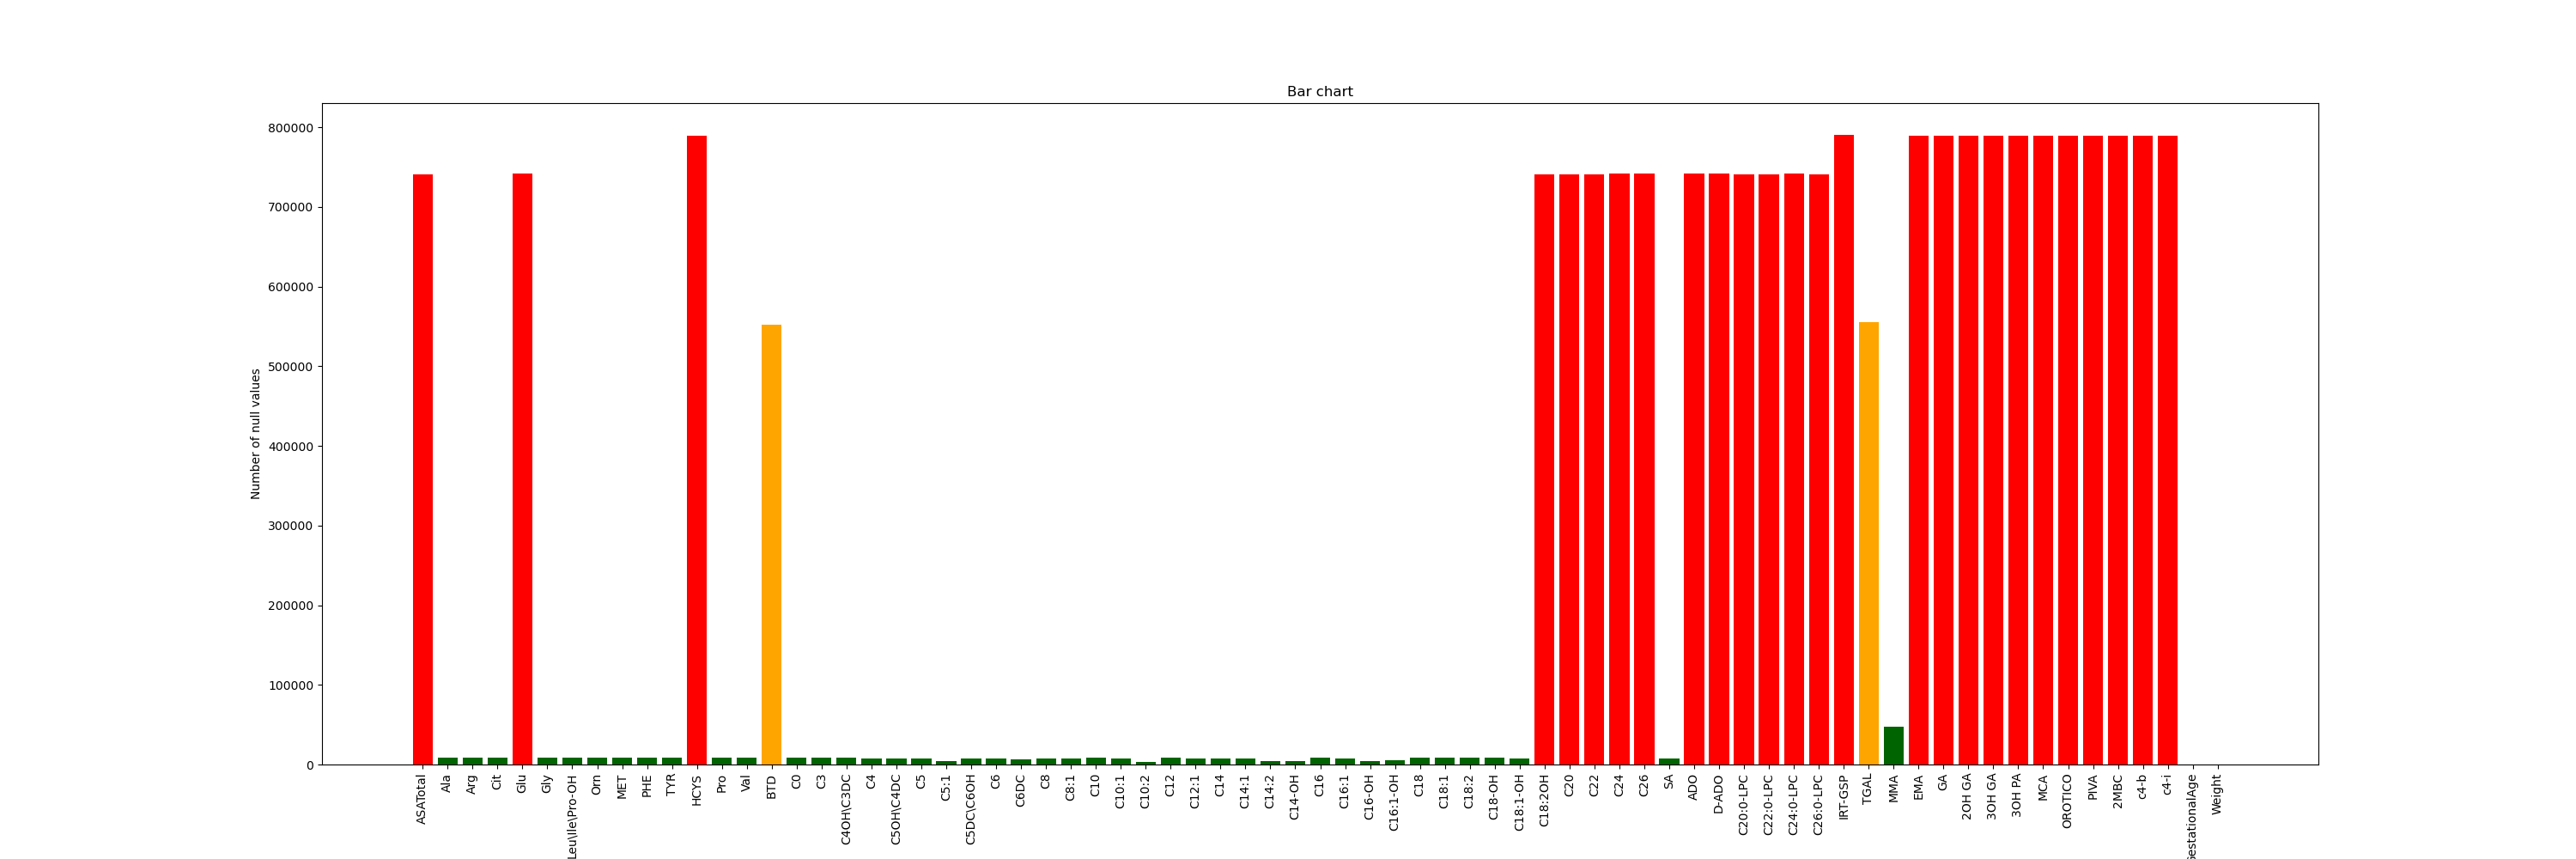 Bar chart
Number of null values
800000
700000
600000
500000
400000
300000
200000
100000
0
ASATotal
Ala
Arg
Cit
Glu
Gly
Leu\Ile\Pro-OH
Orn
MET
PHE
TYR
HCYS
Pro
Val
BTD
C0
C3
C4OH\C3DC
C4
C5OH\C4DC
C5
C5:1
C5DC\C6OH
C6
C6DC
C8
C8:1
C10
C10:1
C10:2
C12
C12:1
C14
C14:1
C14:2
C14-OH
C16
C16:1
C16-OH
C16:1-OH
C18
C18:1
C18:2
C18-OH
C18:1-OH
C18:2OH
C20
C22
C24
C26
SA
ADO
D-ADO
C20:0-LPC
C22:0-LPC
C24:0-LPC
C26:0-LPC
IRT-GSP
TGAL
MMA
EMA
GA
2OH GA
3OH GA
3OH PA
MCA
OROTICO
PIVA
2MBC
c4-b
c4-i
GestationalAge
Weight